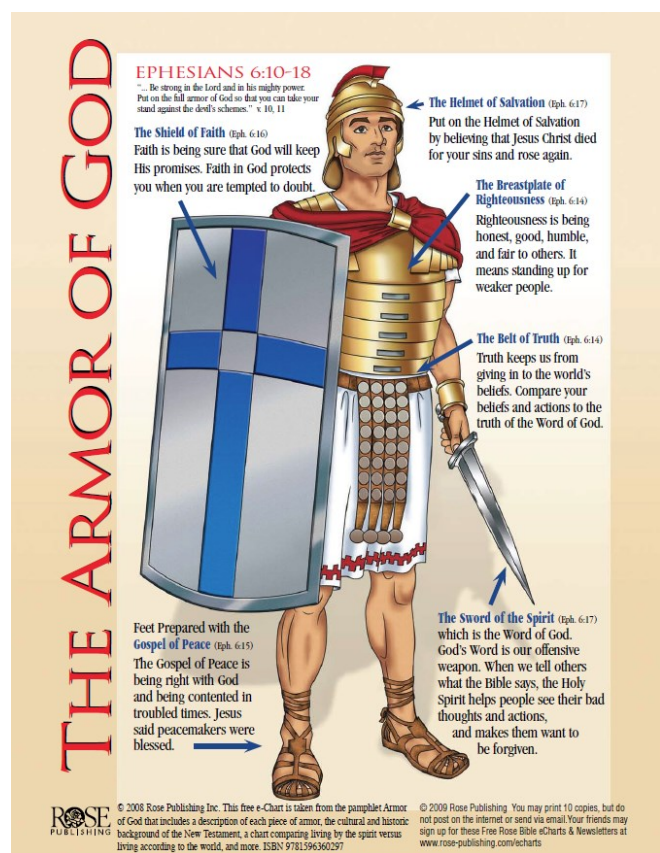 THE ARMOR OF GOD
EPHESIANS 6:10-18
"... Be strong in the Lord and in his mighty power.
Put on the full armor of God so that you can take your
stand against the devil's schemes." v. 10, 11
The Shield of Faith (Eph. 6:16)
Faith is being sure that God will keep
His promises. Faith in God protects
you when you are tempted to doubt.
The Helmet of Salvation (Eph. 6:17)
Put on the Helmet of Salvation
by believing that Jesus Christ died
for your sins and rose again.
The Breastplate of
Righteousness (Eph. 6:14)
Righteousness is being
honest, good, humble,
and fair to others. It
means standing up for
weaker people.
The Belt of Truth (Eph. 6:14)
Truth keeps us from
giving in to the world's
beliefs. Compare your
beliefs and actions to the
truth of the Word of God.
Feet Prepared with the
Gospel of Peace (Eph. 6:15)
The Gospel of Peace is
being right with God
and being contented in
troubled times. Jesus
said peacemakers were
blessed.
The Sword of the Spirit (Eph. 6:17)
which is the Word of God.
God's Word is our offensive
weapon. When we tell others
what the Bible says, the Holy
Spirit helps people see their bad
thoughts and actions,
and makes them want to
be forgiven.
ROSE
PUBLISHING
© 2008 Rose Publishing Inc. This free e-Chart is taken from the pamphlet Armor
of God that includes a description of each piece of armor, the cultural and historic
background of the New Testament, a chart comparing living by the spirit versus
living according to the world, and more. ISBN 9781596360297
© 2009 Rose Publishing You may print 10 copies, but do
not post on the internet or send via email.Your friends may
sign up for these Free Rose Bible eCharts & Newsletters at
www.rose-publishing.com/echarts